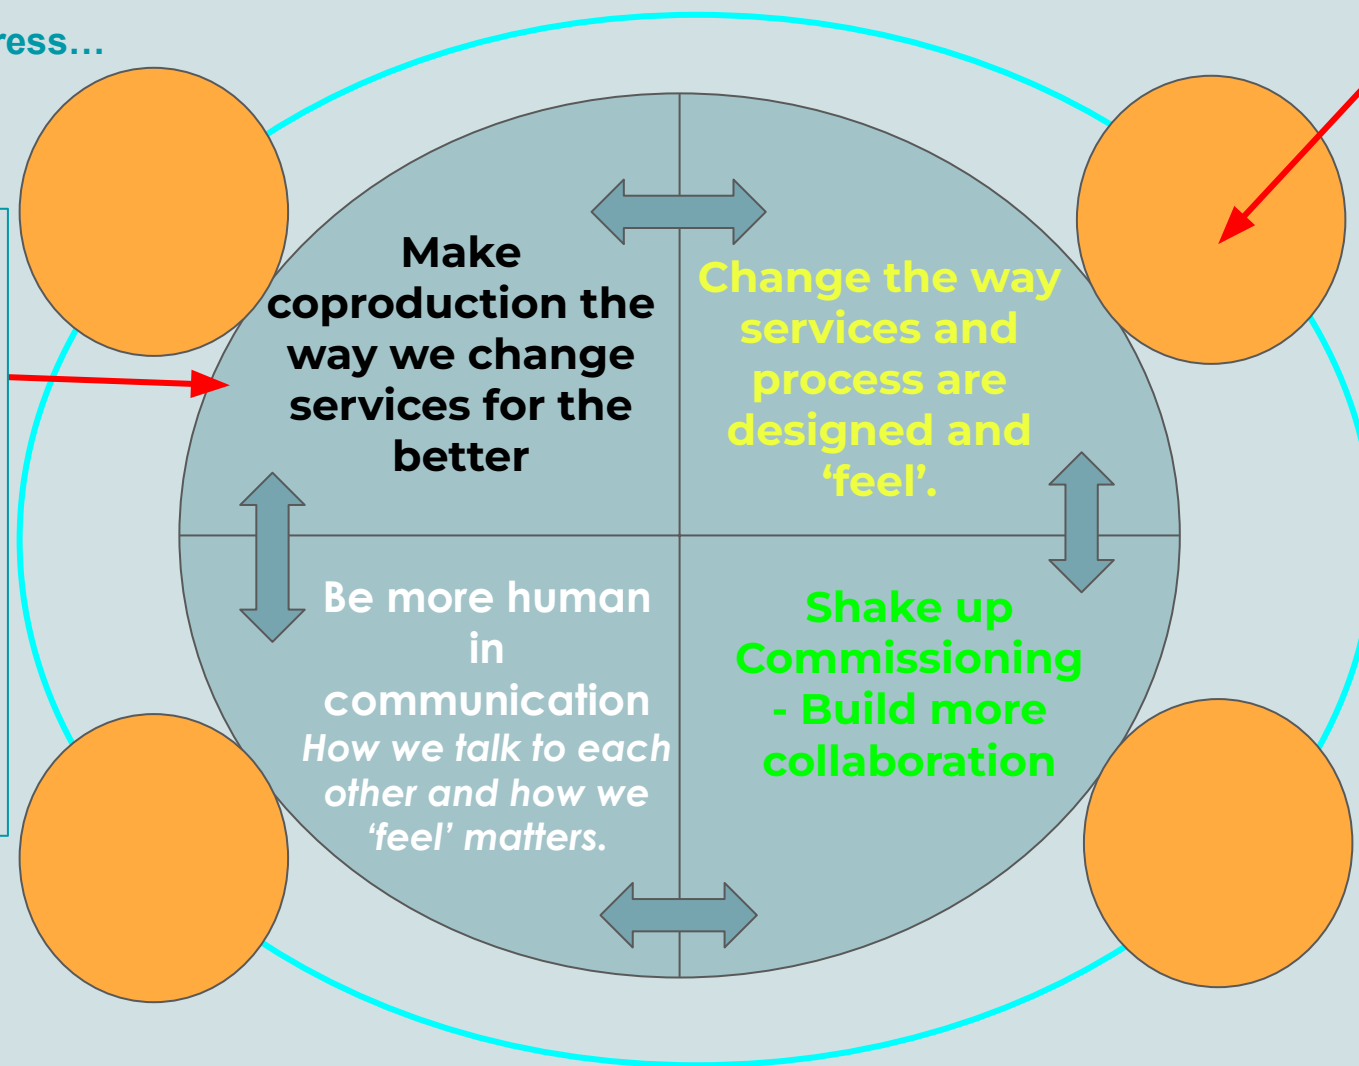 ress…
Make
coproduction the
way we change
services for the
better
Change the way
services and
process are
designed and
‘feel’.
Be more human
in
communication
How we talk to each
other and how we
‘feel’ matters.
Shake up
Commissioning
- Build more
collaboration